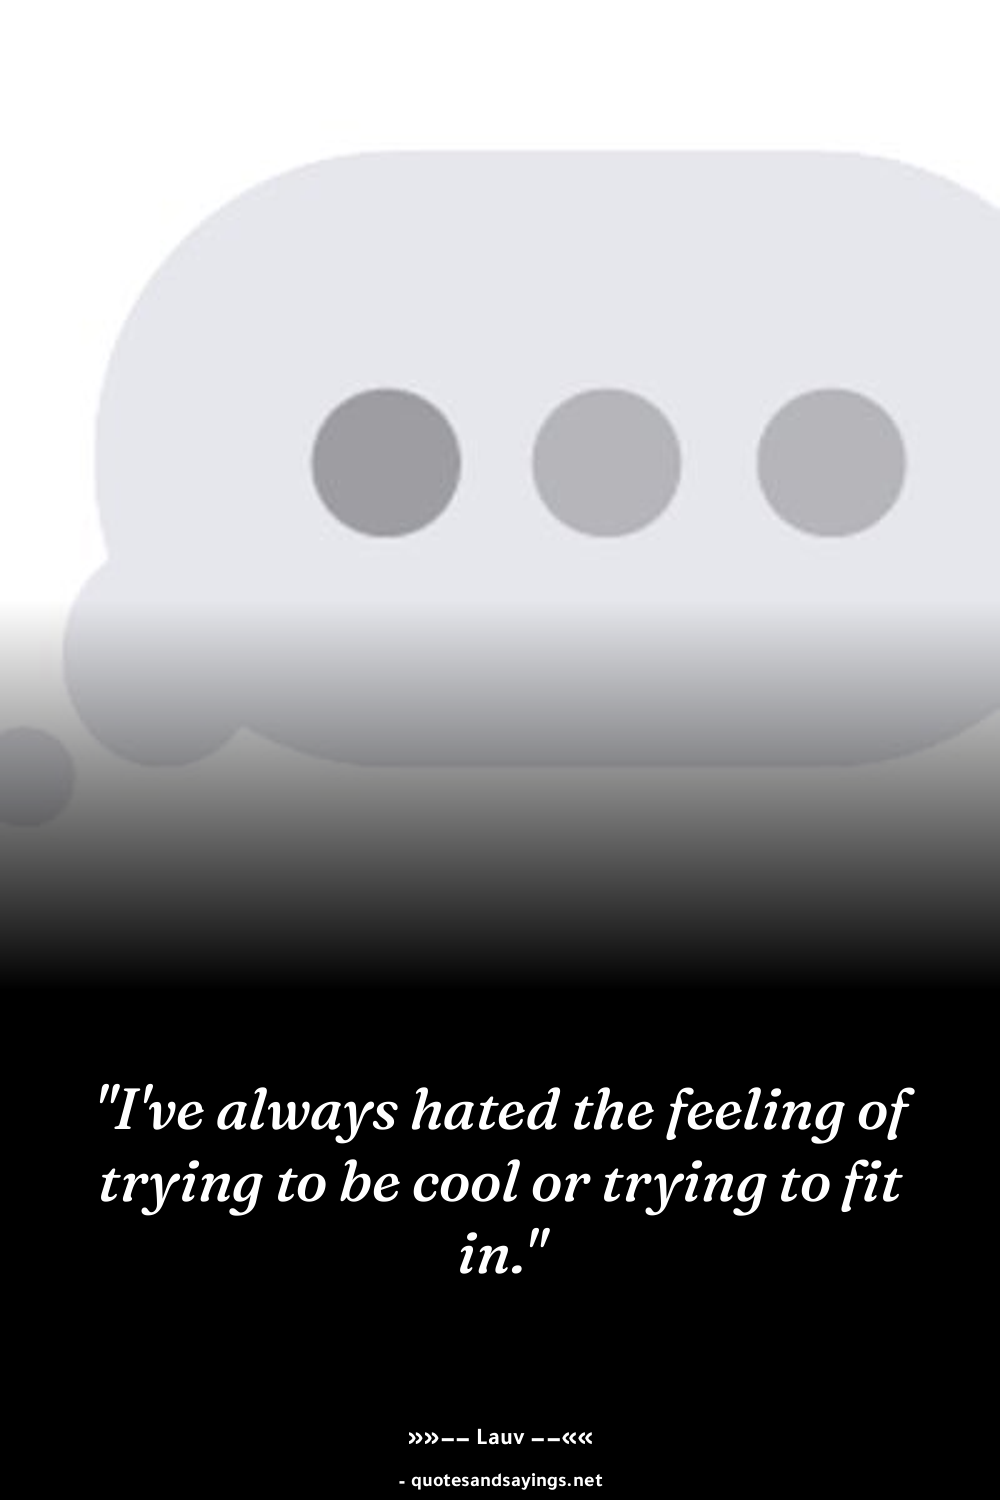 "I've always hated the feeling of
trying to be cool or trying to fit
in."
»»–– Lauv ––««
- quotesandsayings.net